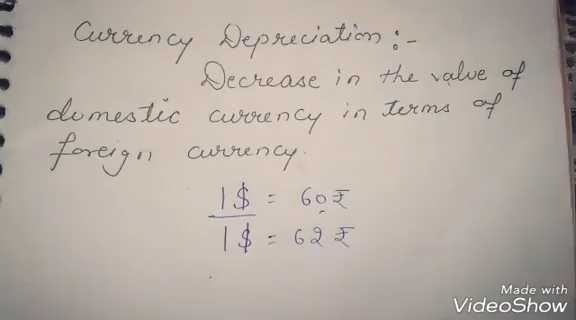 Currency Depreciation :-
Decrease in the value of
domestic currency in terms of
foreign currency.
1$ = 60₹
1$ = 62₹
Made with
VideoShow